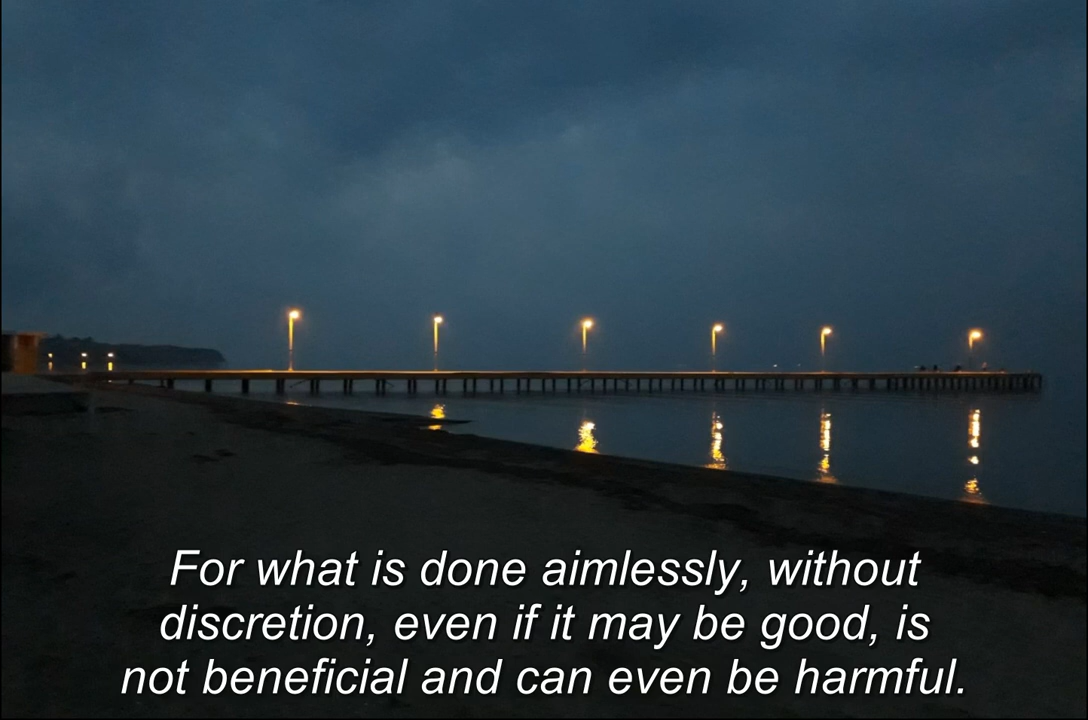 For what is done aimlessly, without
discretion, even if it may be good, is
not beneficial and can even be harmful.